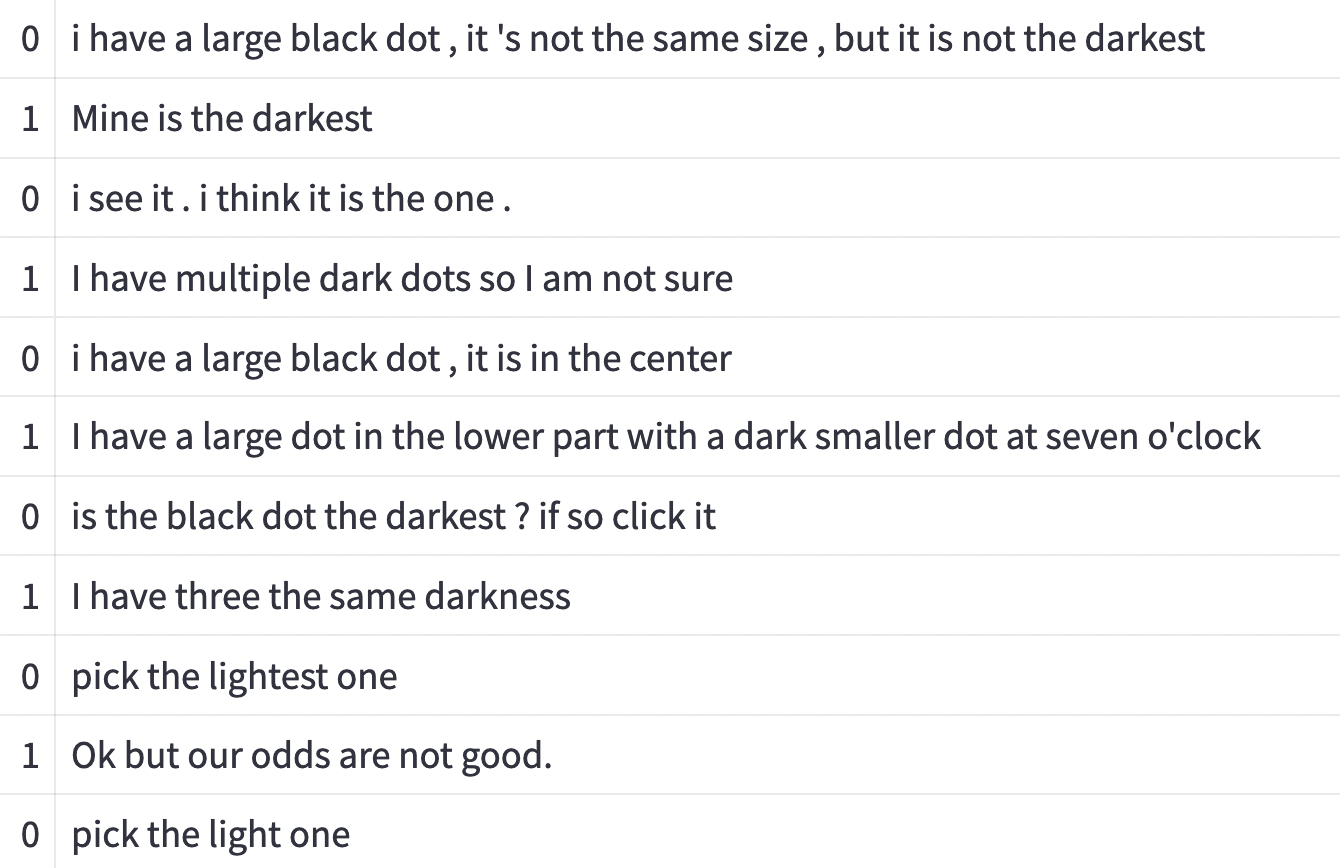 0 i have a large black dot , it 's not the same size , but it is not the darkest
1 Mine is the darkest
0 i see it . i think it is the one .
1 I have multiple dark dots so I am not sure
0 i have a large black dot , it is in the center
1 I have a large dot in the lower part with a dark smaller dot at seven o'clock
0 is the black dot the darkest ? if so click it
1 I have three the same darkness
0 pick the lightest one
1 Ok but our odds are not good.
0 pick the light one